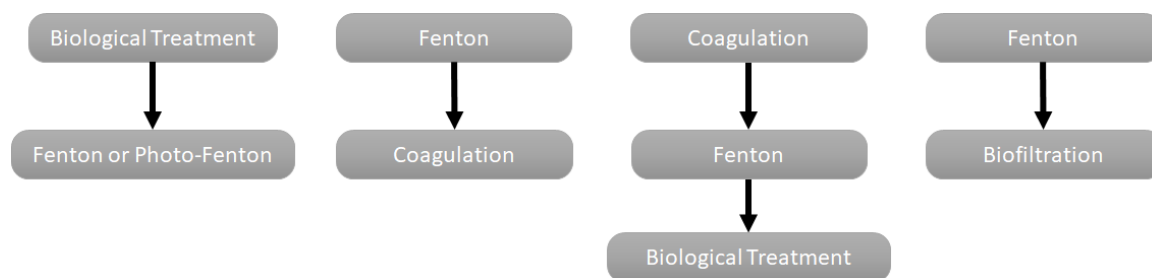 Biological Treatment
Fenton or Photo-Fenton
Fenton
Coagulation
Coagulation
Fenton
Biological Treatment
Fenton
Biofiltration